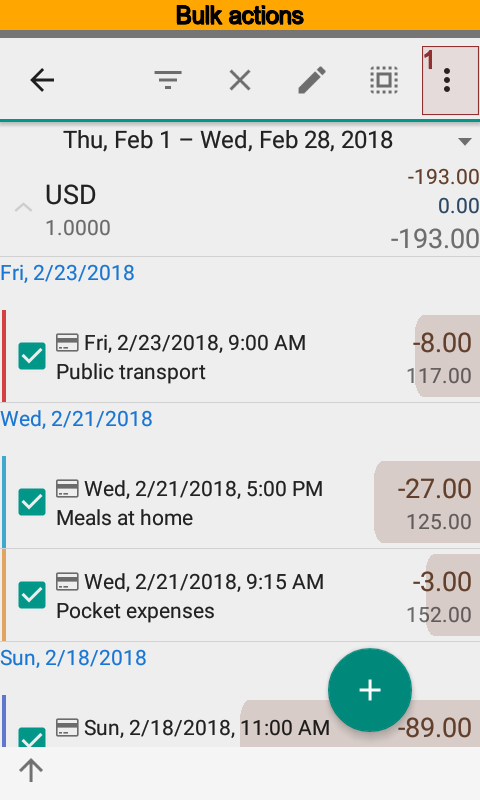 Bulk actions
1
Thu, Feb 1 – Wed, Feb 28, 2018
USD
-193.00
0.00
1.0000
-193.00
Fri, 2/23/2018
Fri, 2/23/2018, 9:00 AM
-8.00
Public transport
117.00
Wed, 2/21/2018
Wed, 2/21/2018, 5:00 PM
-27.00
Meals at home
125.00
Wed, 2/21/2018, 9:15 AM
-3.00
Pocket expenses
152.00
Sun, 2/18/2018
Sun, 2/18/2018, 11:00 AM
-89.00